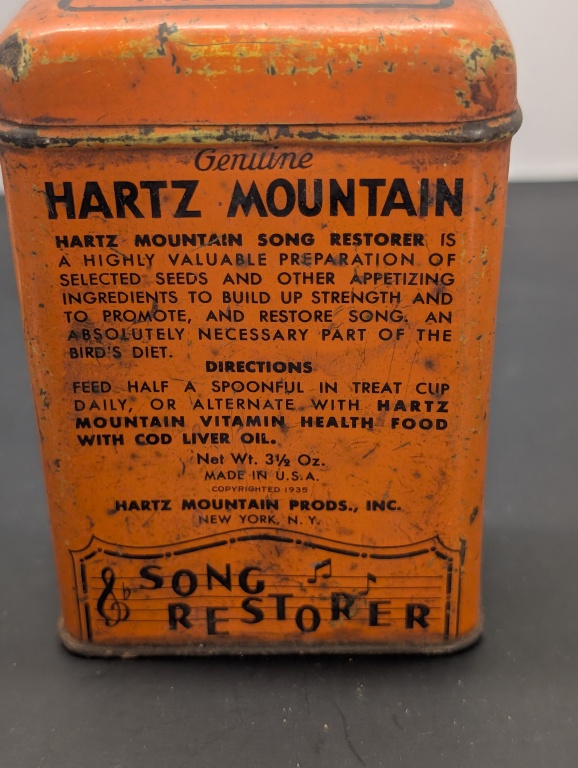 Genuine
HARTZ MOUNTAIN
HARTZ MOUNTAIN SONG RESTORER IS
A HIGHLY VALUABLE PREPARATION OF
SELECTED SEEDS AND OTHER APPETIZING
INGREDIENTS TO BUILD UP STRENGTH AND
TO PROMOTE, AND RESTORE SONG. AN
ABSOLUTELY NECESSARY PART OF THE
BIRD'S DIET.
DIRECTIONS
FEED HALF A SPOONFUL IN TREAT CUP
DAILY, OR ALTERNATE WITH HARTZ
MOUNTAIN VITAMIN HEALTH FOOD
WITH COD LIVER OIL.
Net Wt. 3½ Oz.
MADE IN U.S.A.
COPYRIGHTED 1935
HARTZ MOUNTAIN PRODS., INC.
NEW YORK, N.Y.
SONG
RESTORER